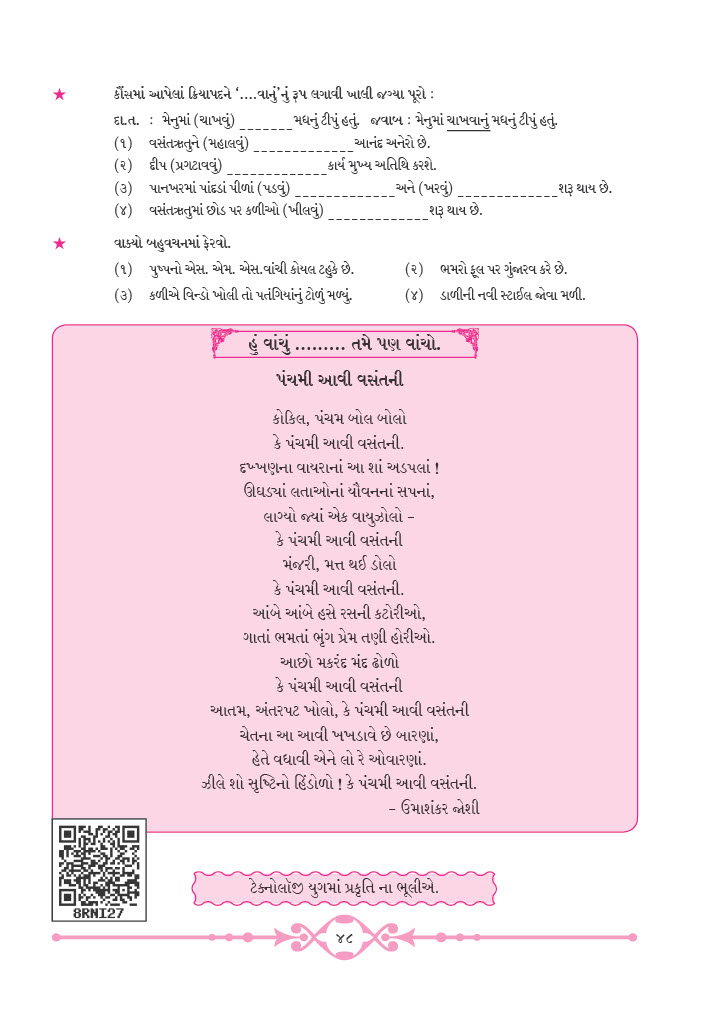 ★ કૌંસમાં આપેલાં ક્રિયાપદને ‘....વાનું’નું રૂપ લગાવી ખાલી જગ્યા પૂરો :
દા.ત. : મેનુમાં (ચાખવું) _______ મધનું ટીપું હતું. જવાબ : મેનુમાં ચાખવાનું મધનું ટીપું હતું.
(૧) વસંતઋતુને (મહાલવું) _____________ આનંદ અનેરો છે.
(૨) દીપ (પ્રગટાવવું) _____________ કાર્ય મુખ્ય અતિથિ કરશે.
(૩) પાનખરમાં પાંદડાં પીળાં (પડવું) _____________ અને (ખરવું) _____________ શરૂ થાય છે.
(૪) વસંતઋતુમાં છોડ પર કળીઓ (ખીલવું) _____________ શરૂ થાય છે.
★ વાક્યો બહુવચનમાં ફેરવો.
(૧) પુષ્પનો એસ. એમ. એસ.વાંચી કોયલ ટહુકે છે. (૨) ભમરો ફૂલ પર ગુંજારવ કરે છે.
(૩) કળીએ વિન્ડો ખોલી તો પતંગિયાંનું ટોળું મળ્યું. (૪) ડાળીની નવી સ્ટાઈલ જોવા મળી.
હું વાંચું ......... તમે પણ વાંચો.
પંચમી આવી વસંતની
કોકિલ, પંચમ બોલ બોલો
કે પંચમી આવી વસંતની.
દખ્ખણના વાયરાનાં આ શાં અડપલાં !
ઊઘડ્યાં લતાઓનાં યૌવનનાં સપનાં,
લાગ્યો જ્યાં એક વાયુઝોલો –
કે પંચમી આવી વસંતની
મંજરી, મત્ત થઈ ડોલો
કે પંચમી આવી વસંતની.
આંબે આંબે હસે રસની કટોરીઓ,
ગાતાં ભમતાં ભૃંગ પ્રેમ તણી હોરીઓ.
આછો મકરંદ મંદ ઢોળો
કે પંચમી આવી વસંતની
આતમ, અંતરપટ ખોલો, કે પંચમી આવી વસંતની
ચેતના આ આવી ખખડાવે છે બારણાં,
હેતે વધાવી એને લો રે ઓવારણાં.
ઝીલે શો સૃષ્ટિનો હિંડોળો ! કે પંચમી આવી વસંતની.
– ઉમાશંકર જોશી
8RNI27
ટેક્નોલૉજી યુગમાં પ્રકૃતિ ના ભૂલીએ.
૪૮